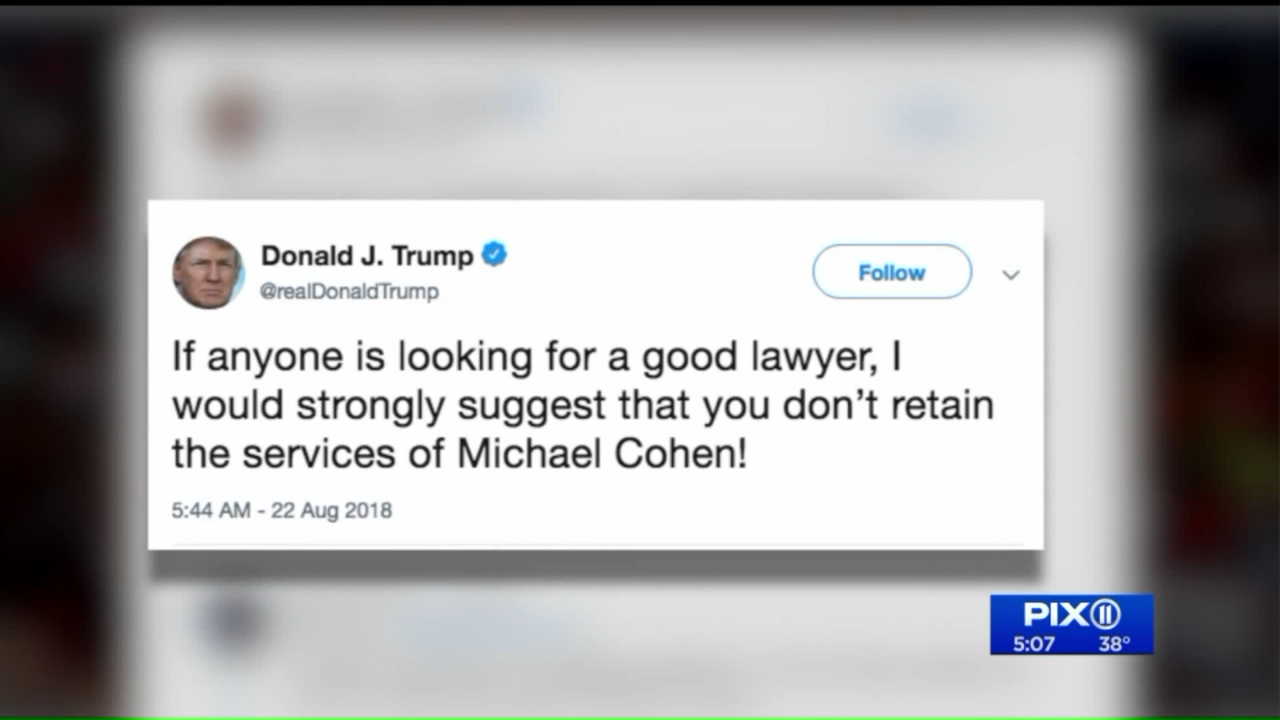 Donald J. Trump
@realDonaldTrump
Follow
If anyone is looking for a good lawyer, I
would strongly suggest that you don’t retain
the services of Michael Cohen!
5:44 AM - 22 Aug 2018
PIX11
5:07 38°